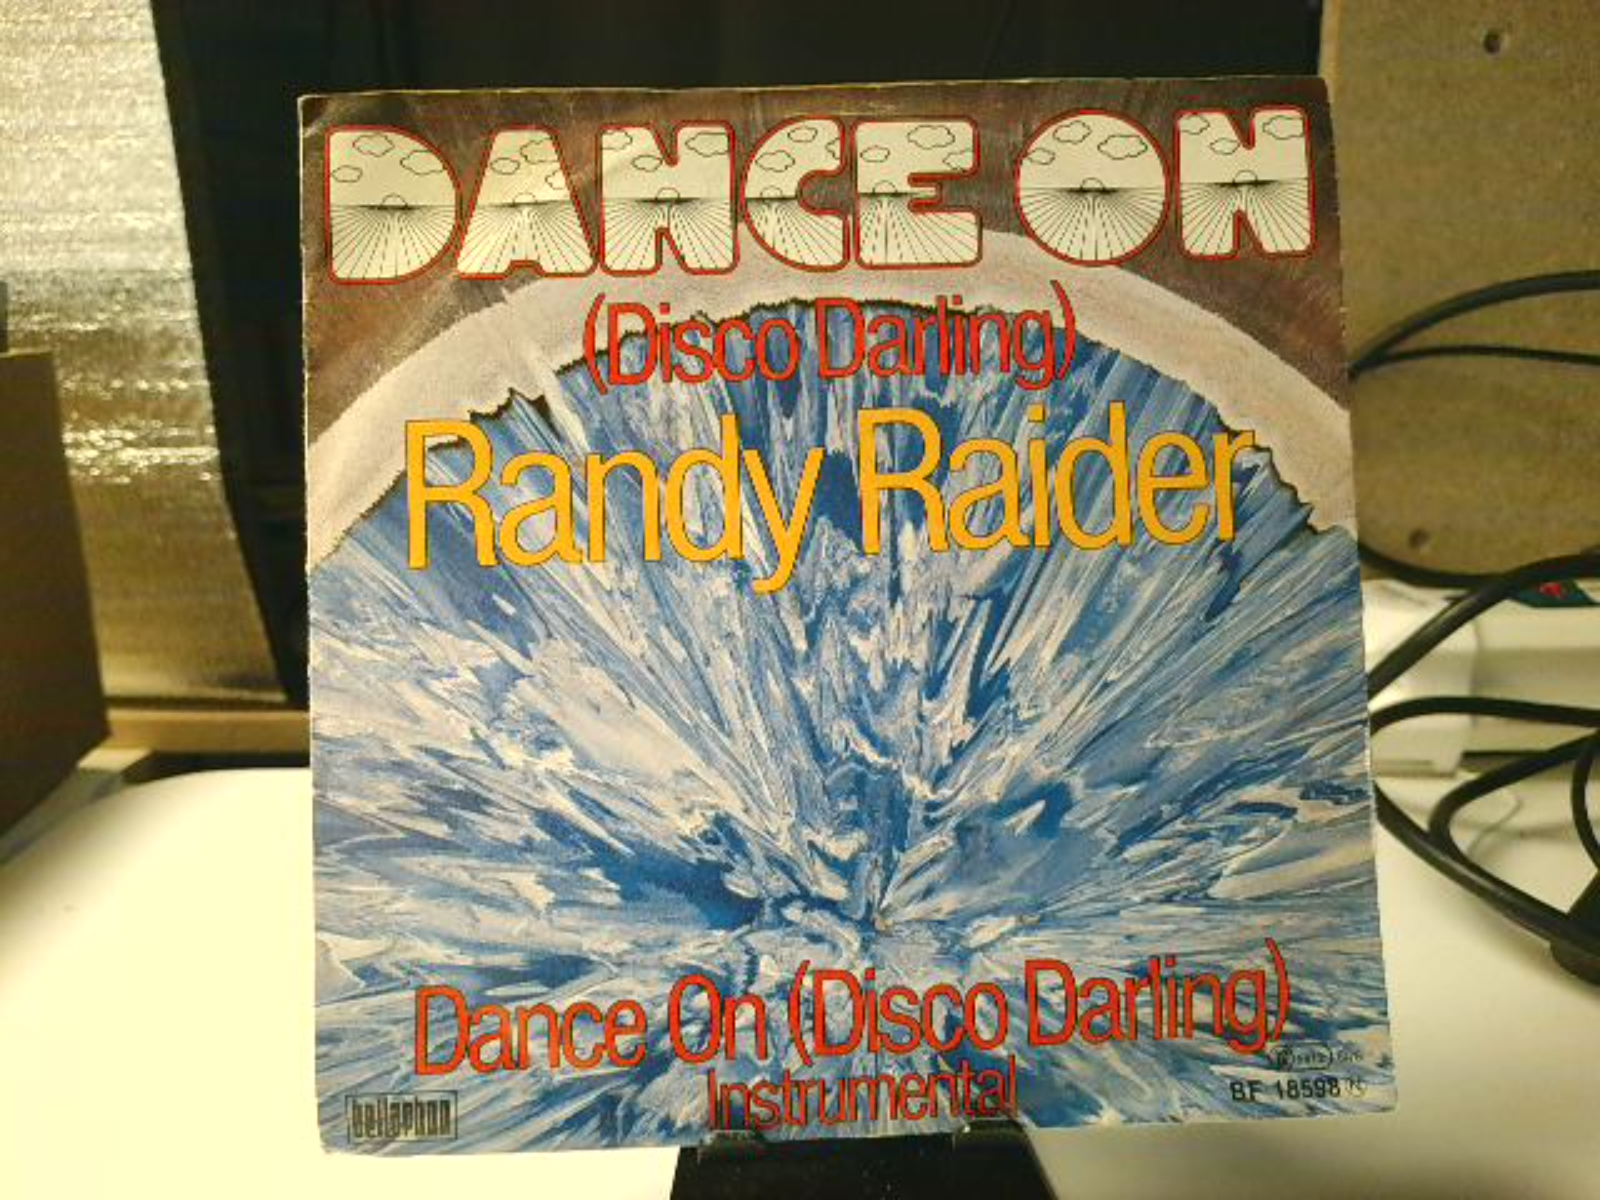 DANCE ON
(Disco Darling)
Randy Raider
Dance On (Disco Darling)
Instrumental
bellaphon
BF 18598